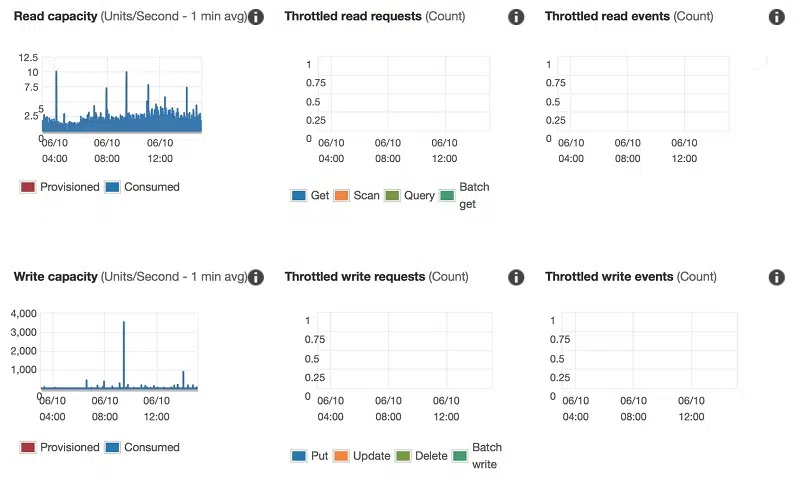 Read capacity (Units/Second - 1 min avg)
12.5
10
7.5
5
2.5
0
06/10 06/10 06/10
04:00 08:00 12:00
Provisioned Consumed
Throttled read requests (Count)
1
0.75
0.5
0.25
0
06/10 06/10 06/10
04:00 08:00 12:00
Get Scan Query Batch
get
Throttled read events (Count)
1
0.75
0.5
0.25
0
06/10 06/10 06/10
04:00 08:00 12:00
Write capacity (Units/Second - 1 min avg)
4,000
3,000
2,000
1,000
0
06/10 06/10 06/10
04:00 08:00 12:00
Provisioned Consumed
Throttled write requests (Count)
1
0.75
0.5
0.25
0
06/10 06/10 06/10
04:00 08:00 12:00
Put Update Delete Batch
write
Throttled write events (Count)
1
0.75
0.5
0.25
0
06/10 06/10 06/10
04:00 08:00 12:00